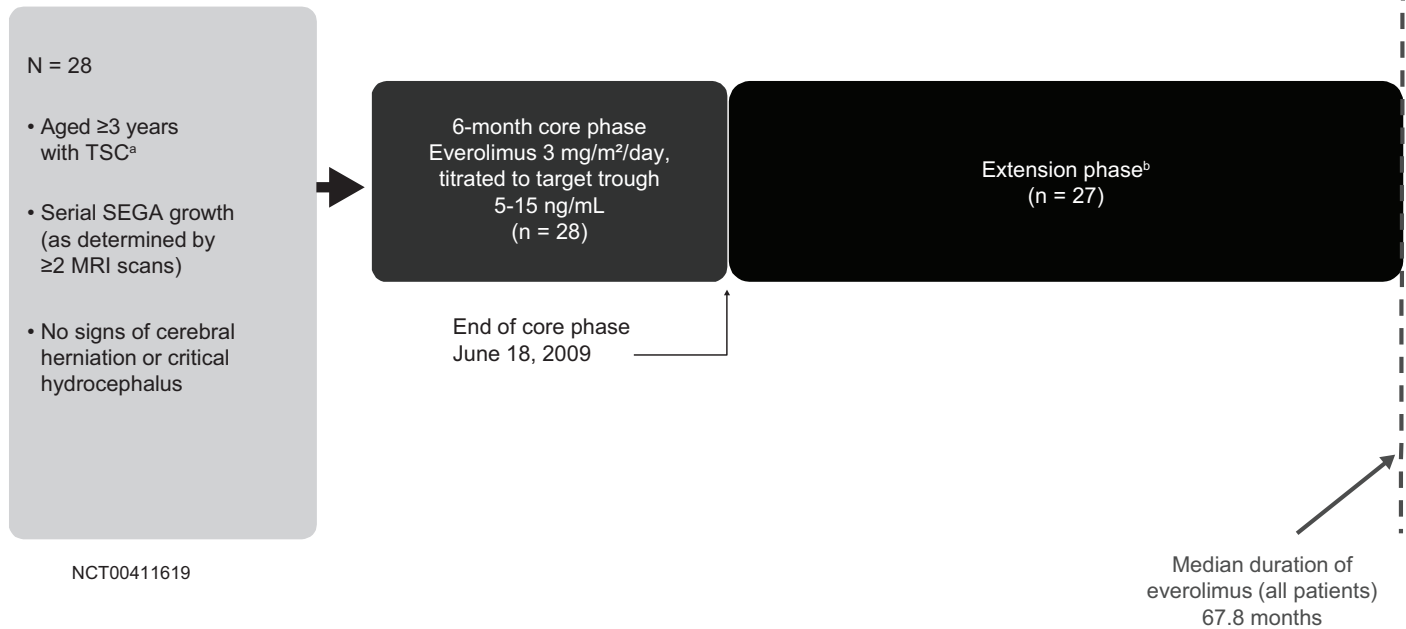 N = 28
• Aged ≥3 years
with TSCᵃ
• Serial SEGA growth
(as determined by
≥2 MRI scans)
• No signs of cerebral
herniation or critical
hydrocephalus
NCT00411619
6-month core phase
Everolimus 3 mg/m²/day,
titrated to target trough
5-15 ng/mL
(n = 28)
End of core phase
June 18, 2009
Extension phaseᵇ
(n = 27)
Median duration of
everolimus (all patients)
67.8 months